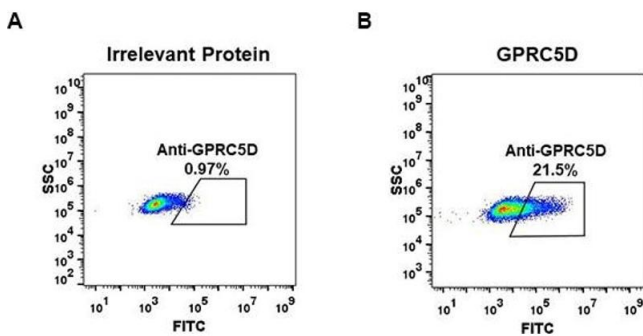 A
Irrelevant Protein
SSC
10^10
10^9
10^8
10^7
10^6
10^5
10^4
10^3
10^2
Anti-GPRC5D
0.97%
10^1
10^3
10^5
10^7
10^9
FITC
B
GPRC5D
SSC
10^10
10^9
10^8
10^7
10^6
10^5
10^4
10^3
Anti-GPRC5D
21.5%
10^1
10^3
10^5
10^7
10^9
FITC